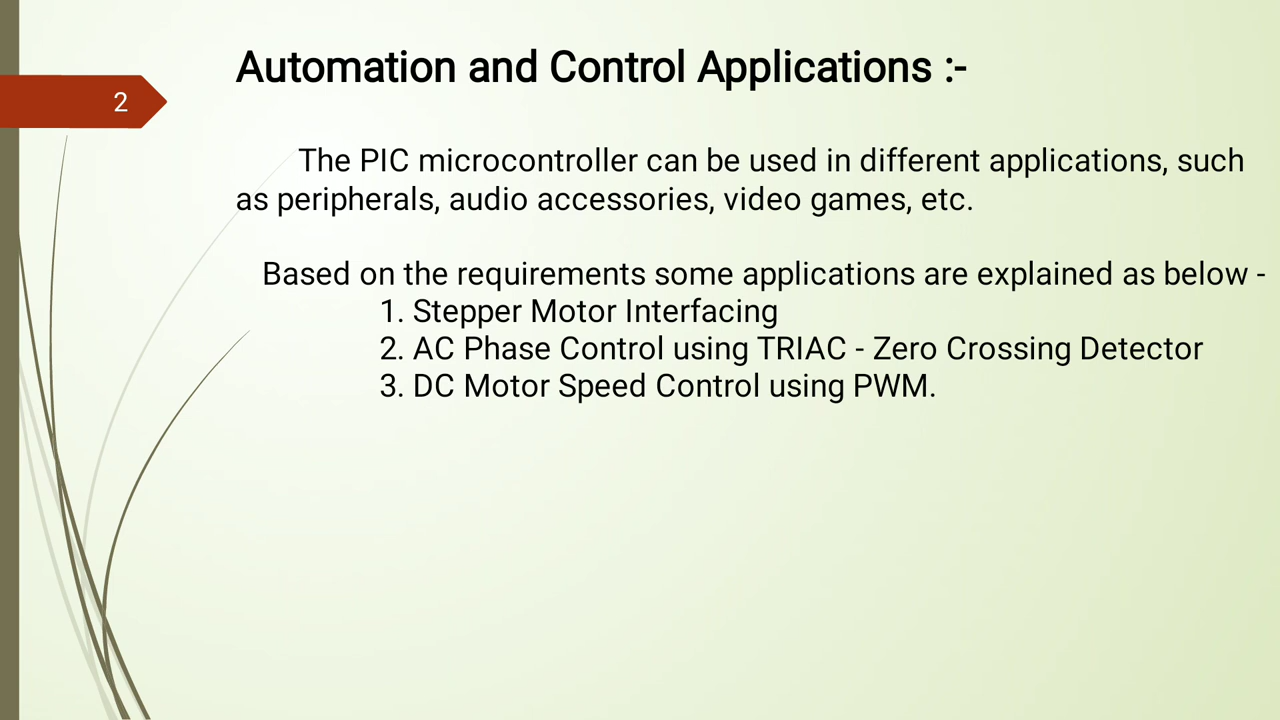 Automation and Control Applications :-
2
The PIC microcontroller can be used in different applications, such
as peripherals, audio accessories, video games, etc.
Based on the requirements some applications are explained as below -
1. Stepper Motor Interfacing
2. AC Phase Control using TRIAC - Zero Crossing Detector
3. DC Motor Speed Control using PWM.